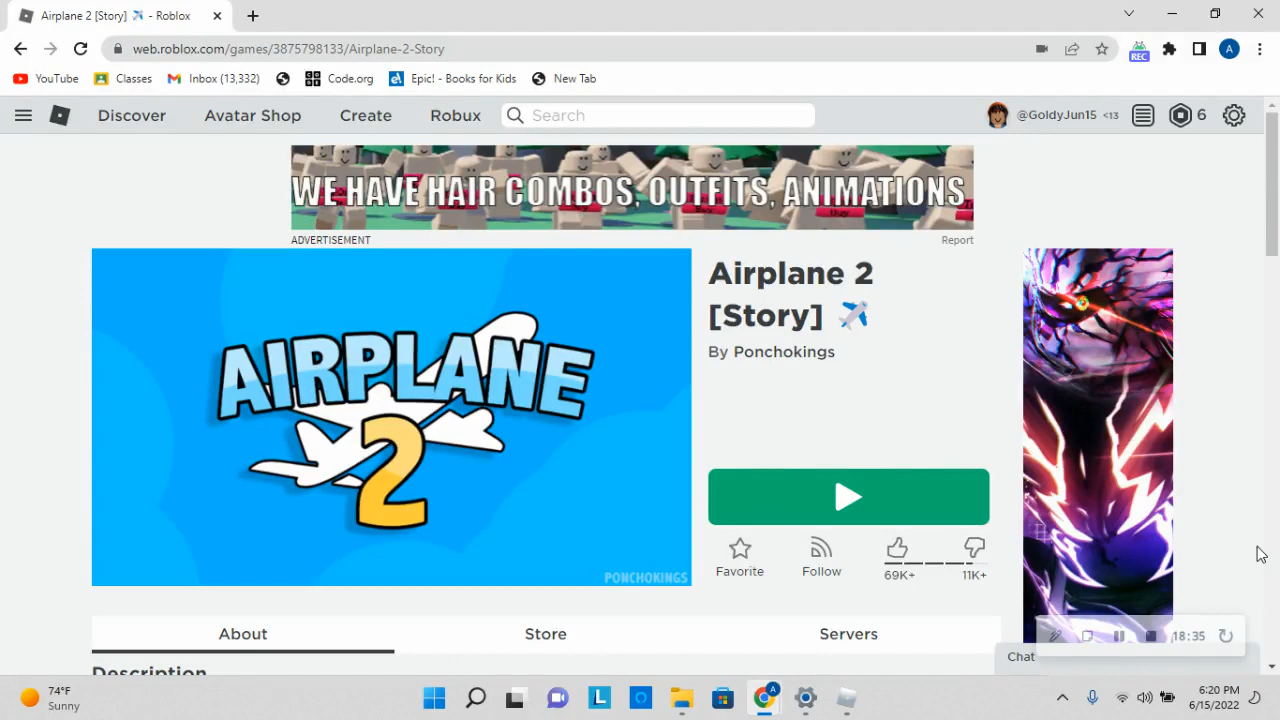 Airplane 2 [Story] ✈️ - Roblox
web.roblox.com/games/3875798133/Airplane-2-Story
REC
A
YouTube
Classes
Inbox (13,332)
Code.org
Epic! - Books for Kids
New Tab
Discover
Avatar Shop
Create
Robux
Search
@GoldyJun15 <13
6
WE HAVE HAIR COMBOS, OUTFITS, ANIMATIONS
ADVERTISEMENT
Report
AIRPLANE
2
PONCHOKINGS
Airplane 2
[Story] ✈️
By Ponchokings
Favorite
Follow
69K+
11K+
About
Store
Servers
Description
18:35
Chat
74°F
Sunny
6:20 PM
6/15/2022